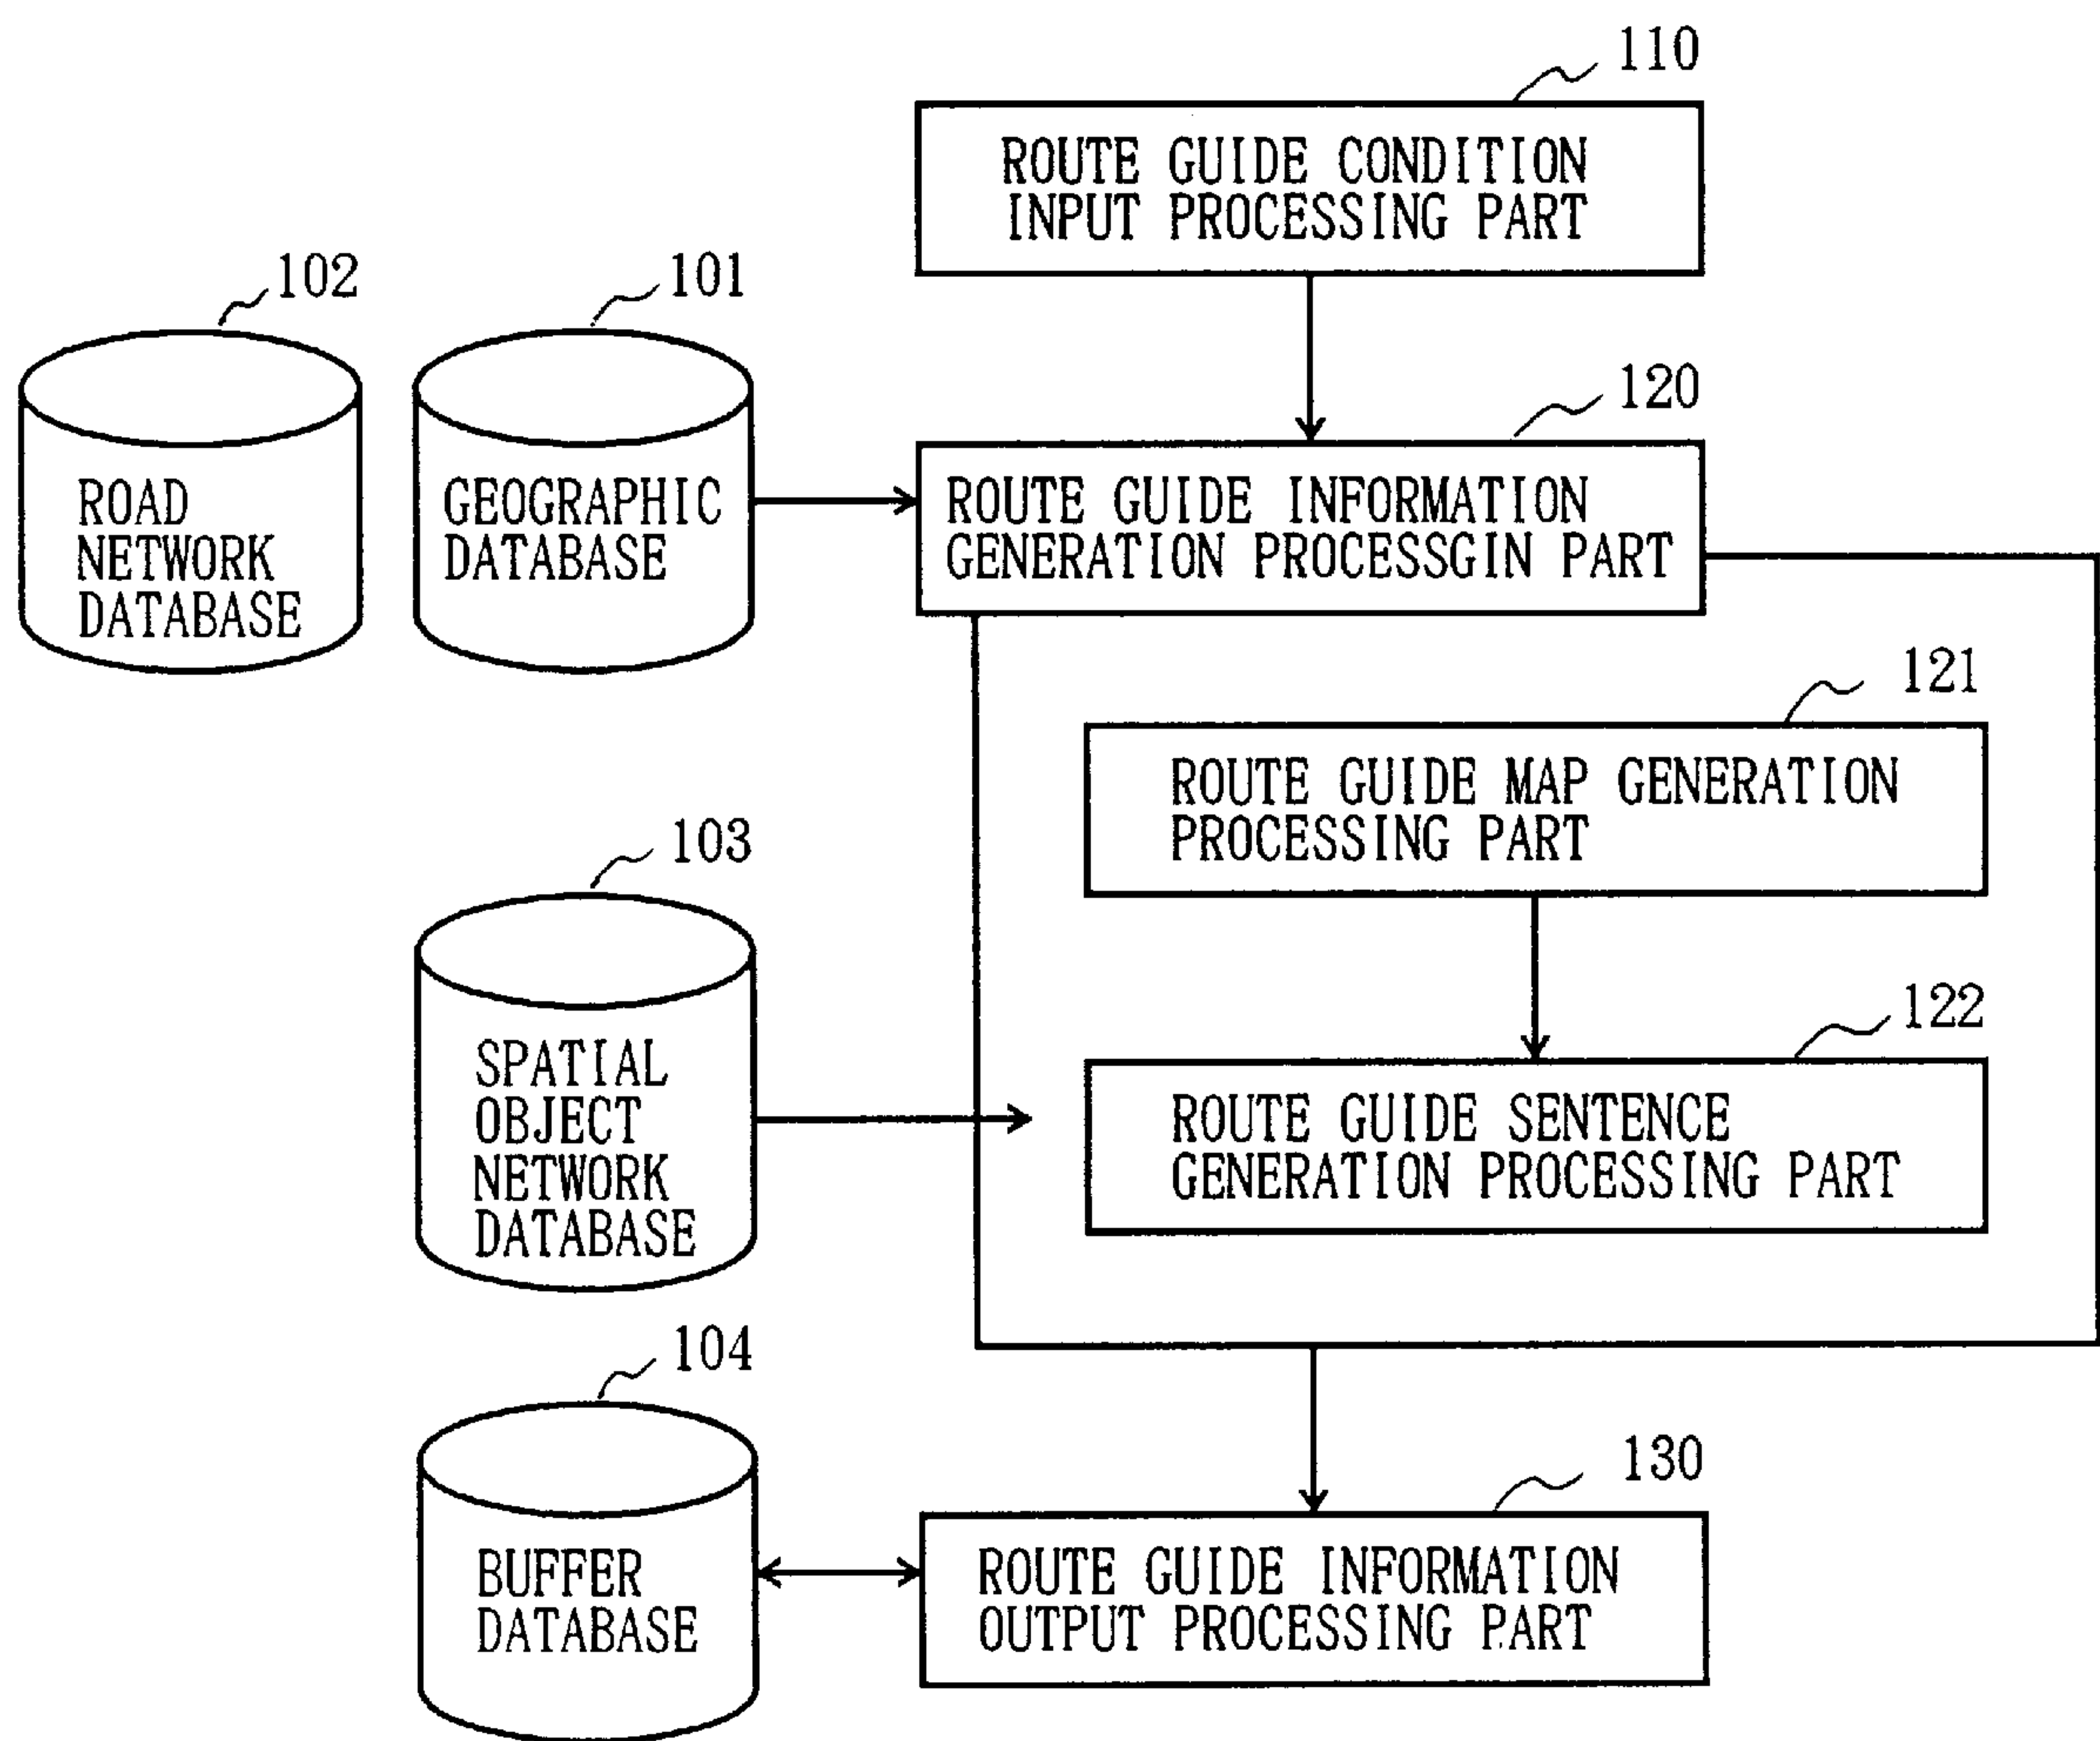 110
ROUTE GUIDE CONDITION
INPUT PROCESSING PART
102
101
120
ROAD
NETWORK
DATABASE
GEOGRAPHIC
DATABASE
ROUTE GUIDE INFORMATION
GENERATION PROCESSGIN PART
121
ROUTE GUIDE MAP GENERATION
PROCESSING PART
103
SPATIAL
OBJECT
NETWORK
DATABASE
122
ROUTE GUIDE SENTENCE
GENERATION PROCESSING PART
104
BUFFER
DATABASE
130
ROUTE GUIDE INFORMATION
OUTPUT PROCESSING PART